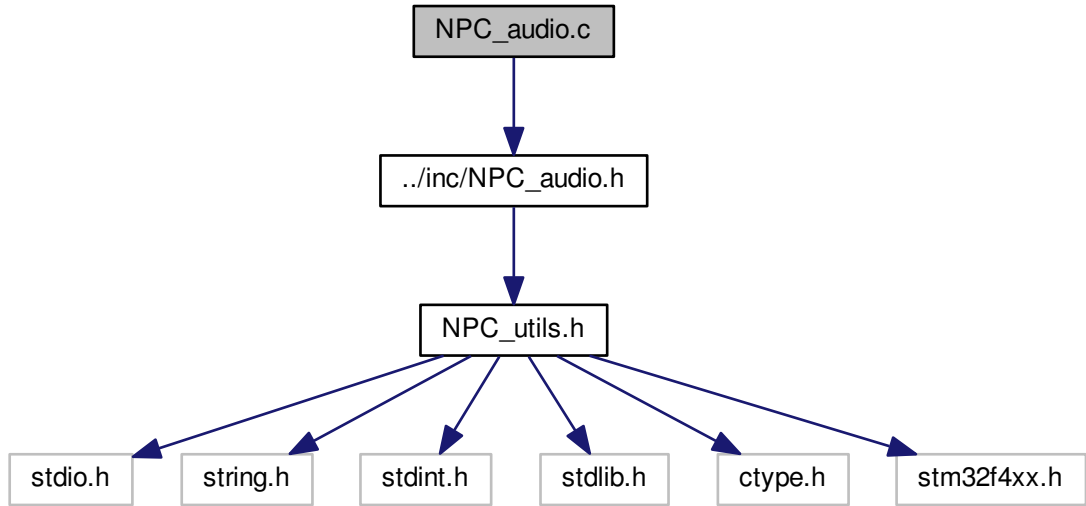 NPC_audio.c
../inc/NPC_audio.h
NPC_utils.h
stdio.h string.h stdint.h stdlib.h ctype.h stm32f4xx.h